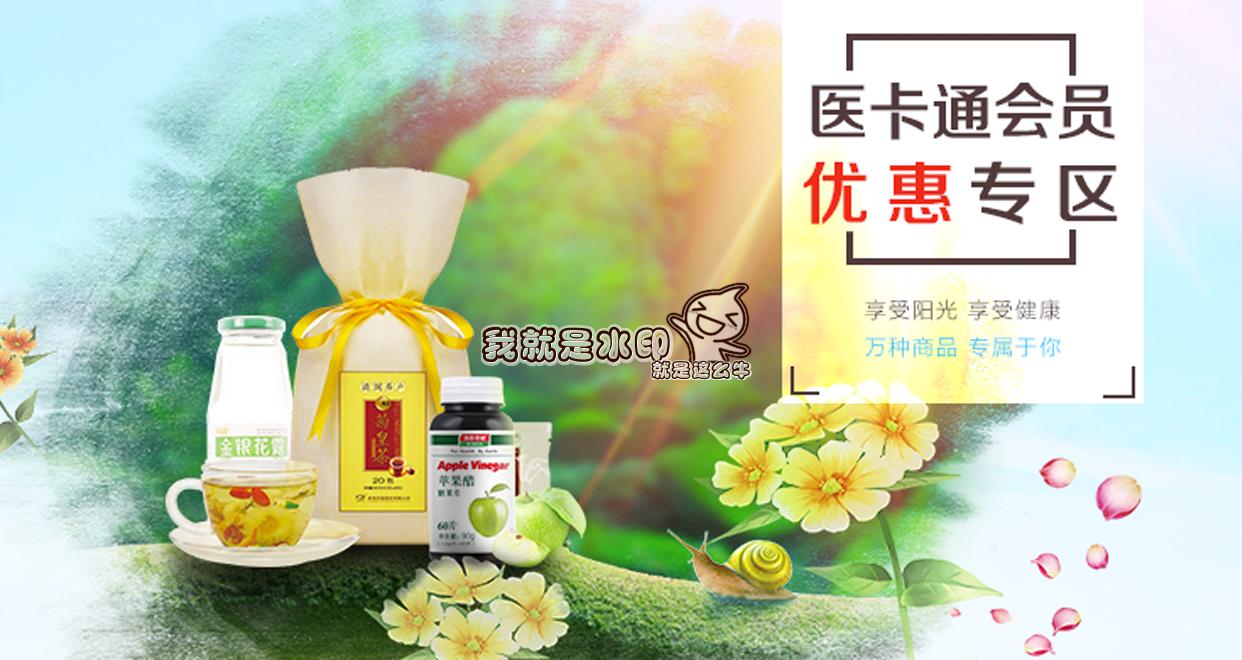 医卡通会员
优惠专区
享受阳光 享受健康
万种商品 专属于你
我就是水印
就是这么牛
金银花露
菊皇茶
20包
Apple Vinegar
苹果醋
60片
90g